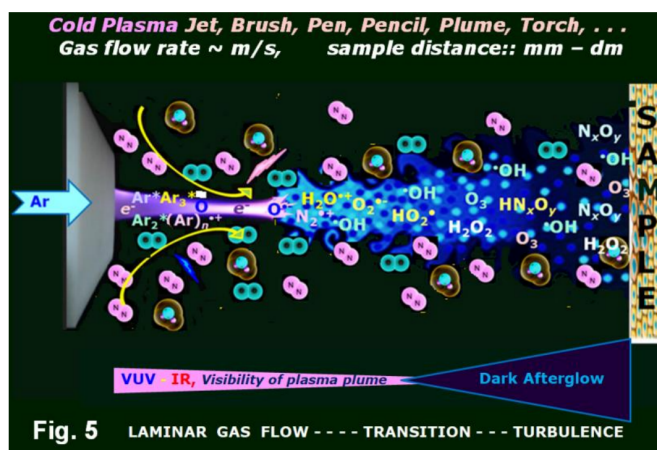 Cold Plasma Jet, Brush, Pen, Pencil, Plume, Torch, . . .
Gas flow rate ~ m/s, sample distance:: mm – dm
Ar
Ar* Ar₃* O
e⁻ e⁻
Ar₂* (Ar)ₙ•⁺
N₂•⁺
H₂O•⁺ O₂•⁻
•OH
HO₂•
•OH
O₃
H₂O₂
HNₓOᵧ
O₃
•OH
NₓOᵧ
•OH
O₃
NₓOᵧ
H₂O₂
N N
SAMPLE
VUV - IR, Visibility of plasma plume
Dark Afterglow
Fig. 5 LAMINAR GAS FLOW - - - - TRANSITION - - - TURBULENCE